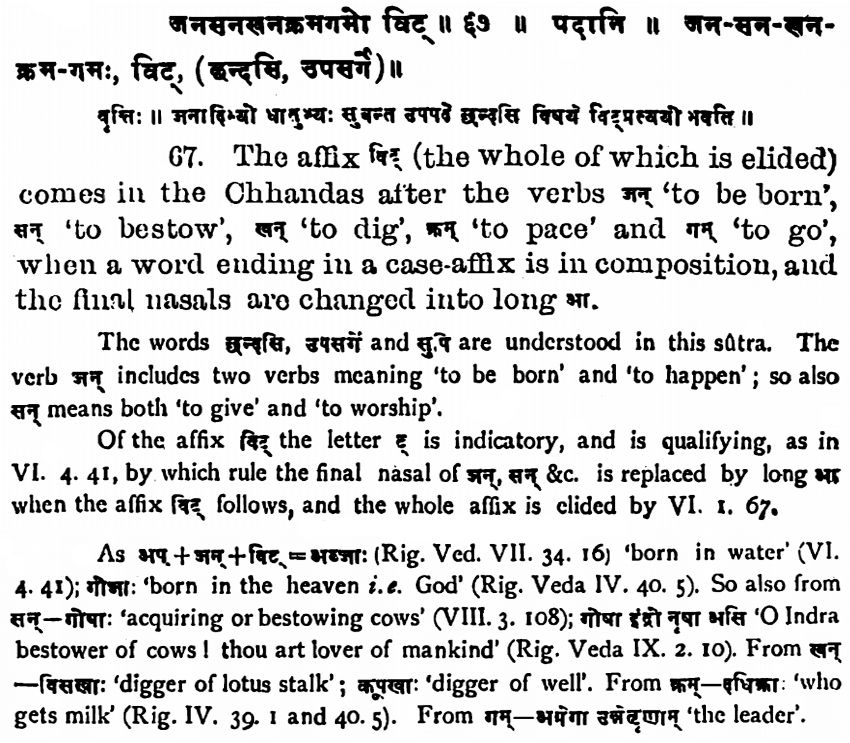 जनसनखनक्रमगमो विट् ॥ ६७ ॥ पदानि ॥ जन-सन-खन-
क्रम-गमः, विट्, (छन्दसि, उपसर्गे) ॥
वृत्तिः ॥ जनादिभ्यो धातुभ्यः सुबन्त उपपदे छन्दसि विषये विट्प्रत्ययो भवति ॥
67. The affix विट् (the whole of which is elided)
comes in the Chhandas after the verbs जन् 'to be born',
सन् 'to bestow', खन् 'to dig', क्रम् 'to pace' and गम् 'to go',
when a word ending in a case-affix is in composition, and
the final nasals are changed into long आ.
The words छन्दसि, उपसर्गे and सुपि are understood in this sûtra. The
verb जन् includes two verbs meaning 'to be born' and 'to happen'; so also
सन् means both 'to give' and 'to worship'.
Of the affix विट् the letter ट् is indicatory, and is qualifying, as in
VI. 4. 41, by which rule the final nasal of जन्, सन् &c. is replaced by long आ
when the affix विट् follows, and the whole affix is elided by VI. 1. 67.
As अप् + जन् + विट् = अब्जाः (Rig. Ved. VII. 34. 16) 'born in water' (VI.
4. 41); गोजाः 'born in the heaven i.e. God' (Rig. Veda IV. 40. 5). So also from
सन्—गोषाः 'acquiring or bestowing cows' (VIII. 3. 108); गोषा इंद्रो नृषा असि 'O Indra
bestower of cows! thou art lover of mankind' (Rig. Veda IX. 2. 10). From खन्
—विसखाः 'digger of lotus stalk'; कूपखाः 'digger of well'. From क्रम्—दधिक्राः 'who
gets milk' (Rig. IV. 39. 1 and 40. 5). From गम्—अग्रेगा उन्नेतॄणाम् 'the leader'.